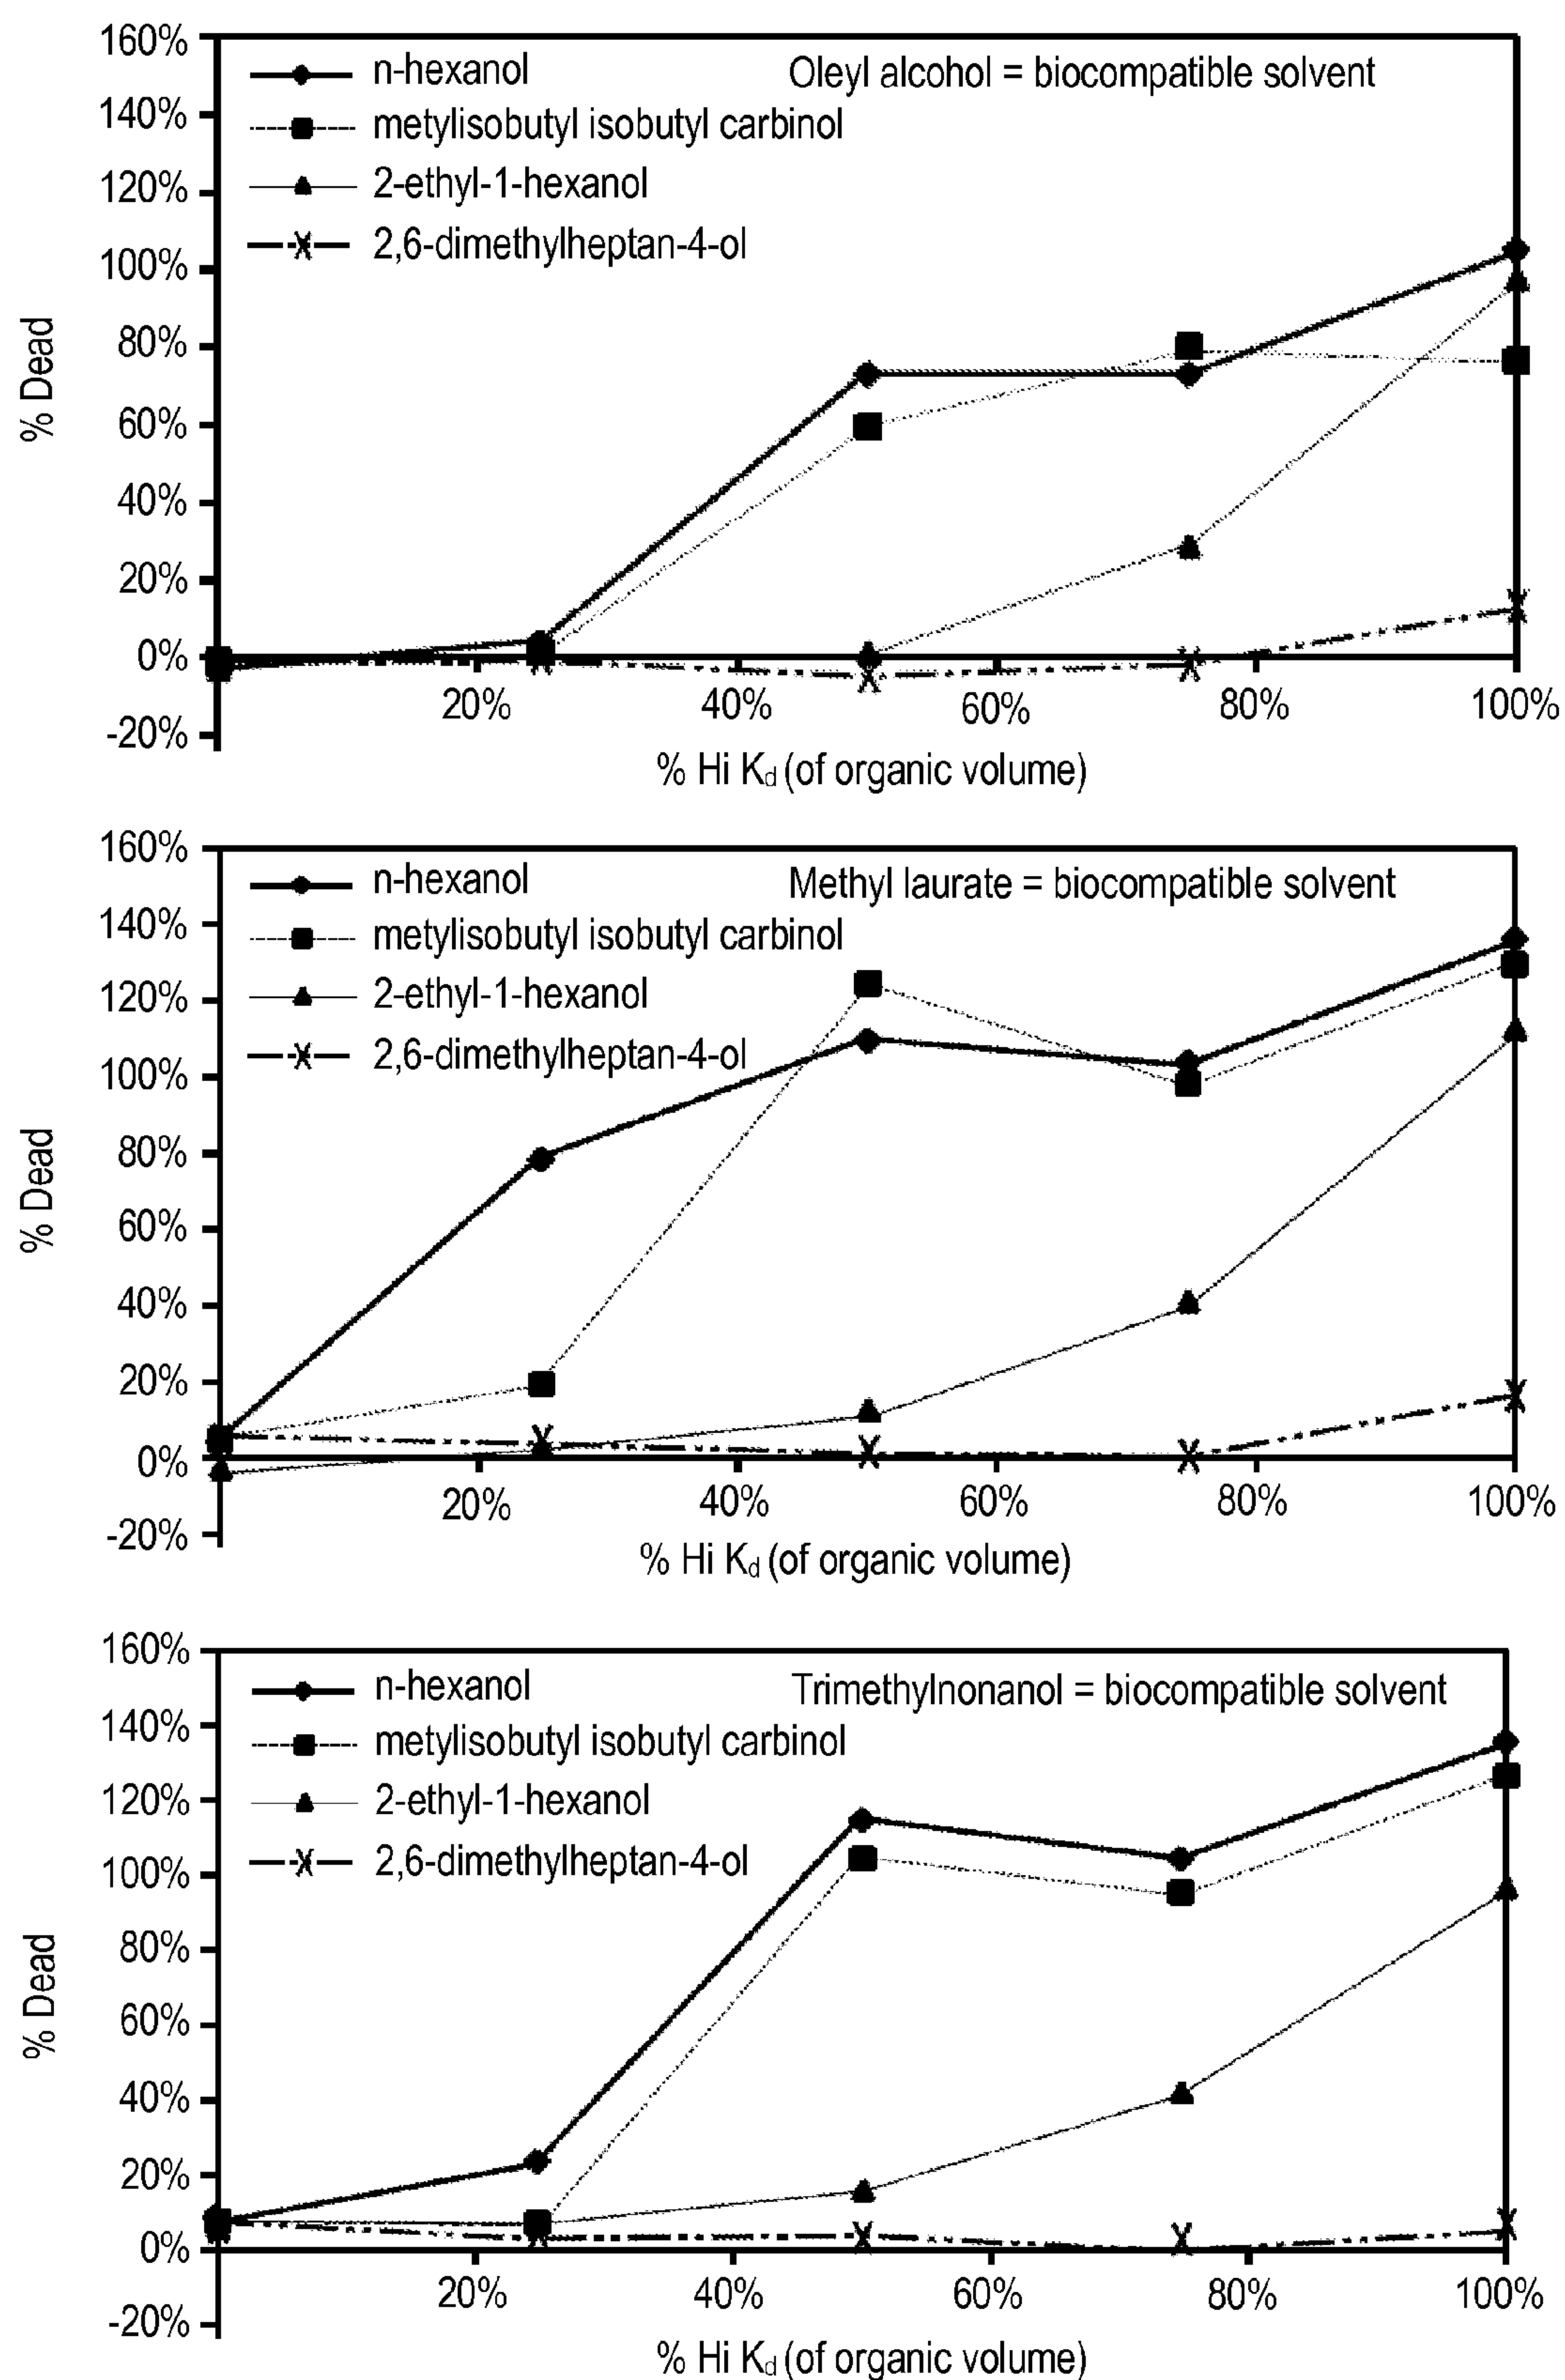 160%
n-hexanol
Oleyl alcohol = biocompatible solvent
140%
metylisobutyl isobutyl carbinol
120%
2-ethyl-1-hexanol
2,6-dimethylheptan-4-ol
100%
80%
% Dead
60%
40%
20%
0%
20%
40%
60%
80%
100%
-20%
% Hi Kd (of organic volume)
160%
n-hexanol
Methyl laurate = biocompatible solvent
140%
metylisobutyl isobutyl carbinol
120%
2-ethyl-1-hexanol
2,6-dimethylheptan-4-ol
100%
80%
% Dead
60%
40%
20%
0%
20%
40%
60%
80%
100%
-20%
% Hi Kd (of organic volume)
160%
n-hexanol
Trimethylnonanol = biocompatible solvent
140%
metylisobutyl isobutyl carbinol
120%
2-ethyl-1-hexanol
2,6-dimethylheptan-4-ol
100%
80%
% Dead
60%
40%
20%
0%
20%
40%
60%
80%
100%
-20%
% Hi Kd (of organic volume)